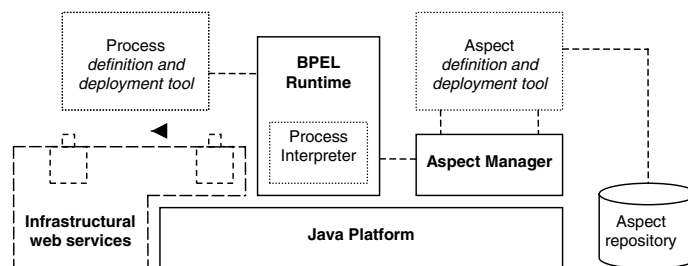 Process
definition and
deployment tool
BPEL
Runtime
Process
Interpreter
Aspect
definition and
deployment tool
Aspect Manager
Infrastructural
web services
Java Platform
Aspect
repository